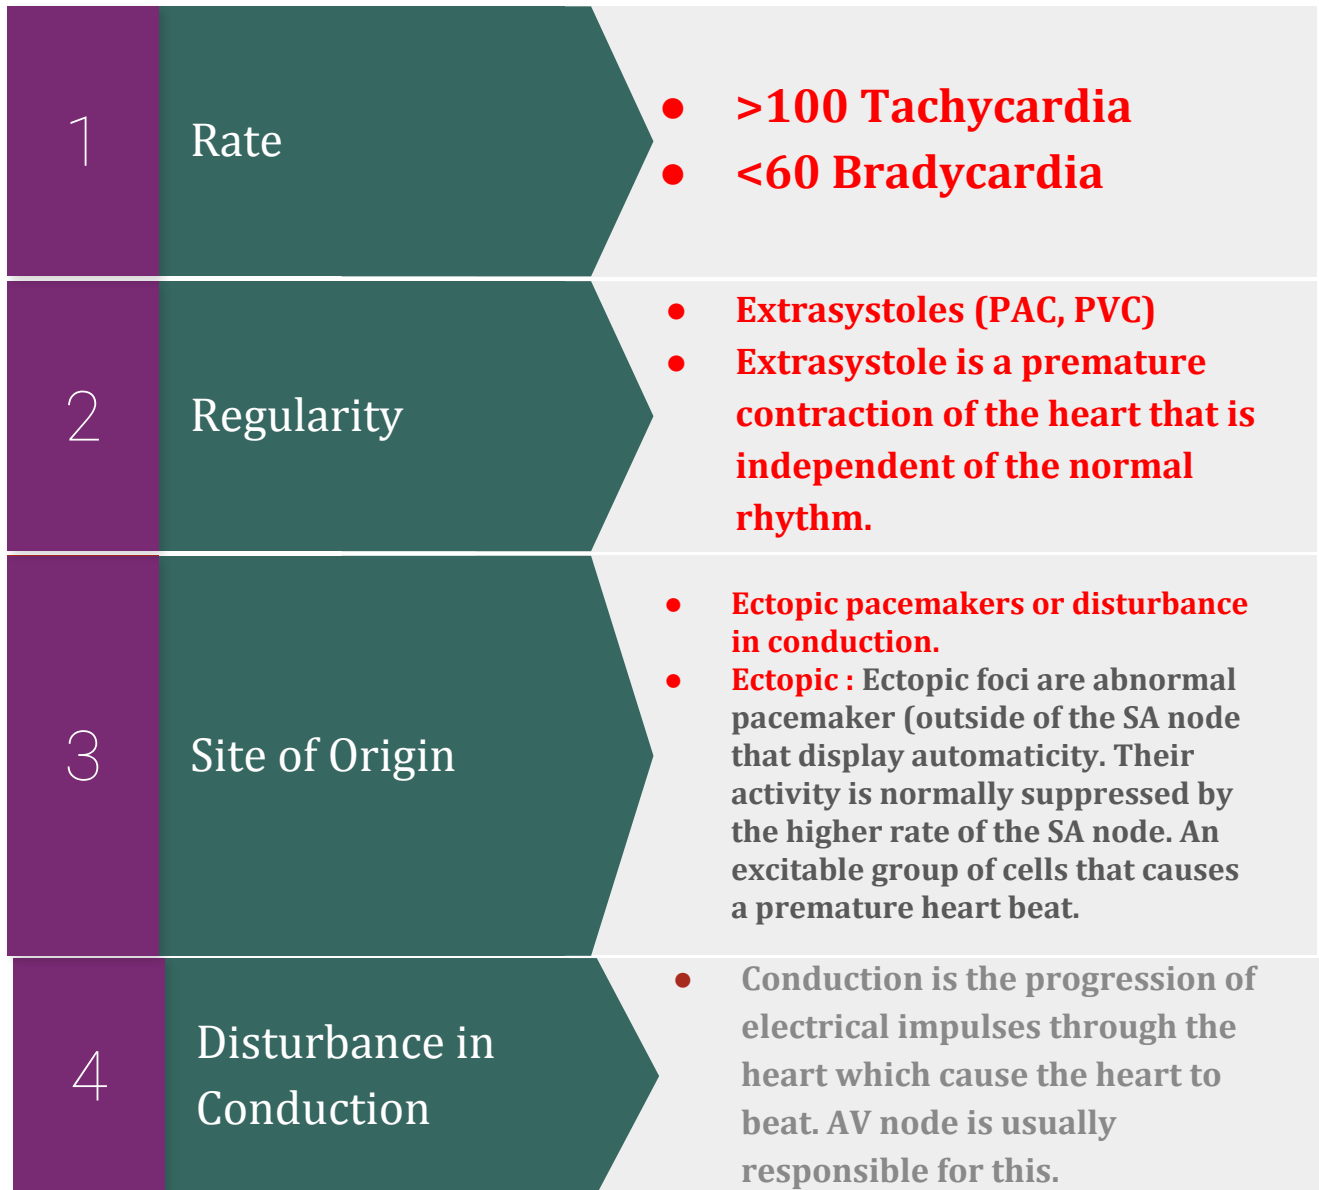 1
Rate
● >100 Tachycardia
● <60 Bradycardia
2
Regularity
● Extrasystoles (PAC, PVC)
● Extrasystole is a premature
contraction of the heart that is
independent of the normal
rhythm.
3
Site of Origin
● Ectopic pacemakers or disturbance
in conduction.
● Ectopic : Ectopic foci are abnormal
pacemaker (outside of the SA node
that display automaticity. Their
activity is normally suppressed by
the higher rate of the SA node. An
excitable group of cells that causes
a premature heart beat.
4
Disturbance in
Conduction
● Conduction is the progression of
electrical impulses through the
heart which cause the heart to
beat. AV node is usually
responsible for this.